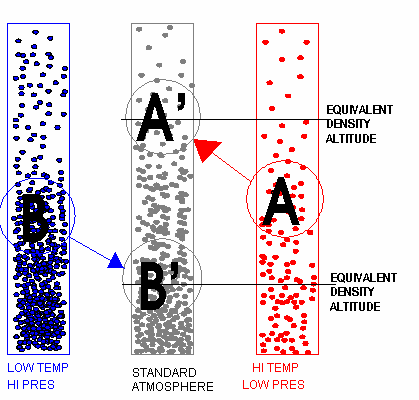 A’
EQUIVALENT
DENSITY
ALTITUDE
B
A
B’
EQUIVALENT
DENSITY
ALTITUDE
LOW TEMP
HI PRES
STANDARD
ATMOSPHERE
HI TEMP
LOW PRES